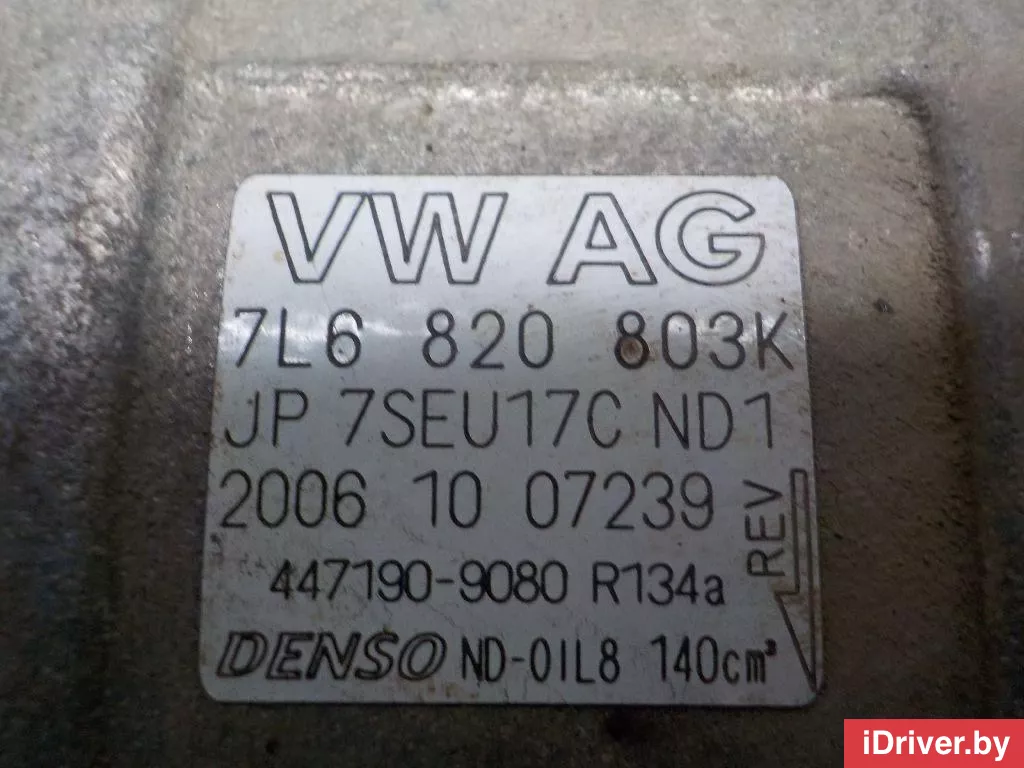 VW AG
7L6 820 803K
JP 7SEU17C ND1
2006 10 07239
REV
447190-9080 R134a
DENSO ND-OIL8 140cm³
iDriver.by